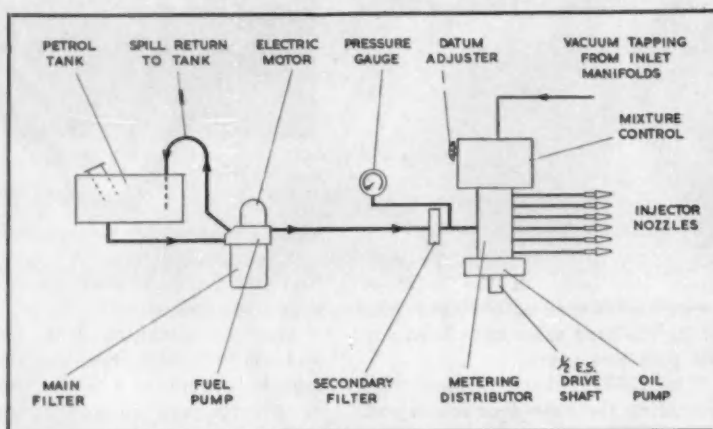 PETROL TANK
SPILL TO RETURN TANK
ELECTRIC MOTOR
PRESSURE GAUGE
DATUM ADJUSTER
VACUUM TAPPING FROM INLET MANIFOLDS
MIXTURE CONTROL
INJECTOR NOZZLES
MAIN FILTER
FUEL PUMP
SECONDARY FILTER
METERING DISTRIBUTOR
½ E.S. DRIVE SHAFT
OIL PUMP